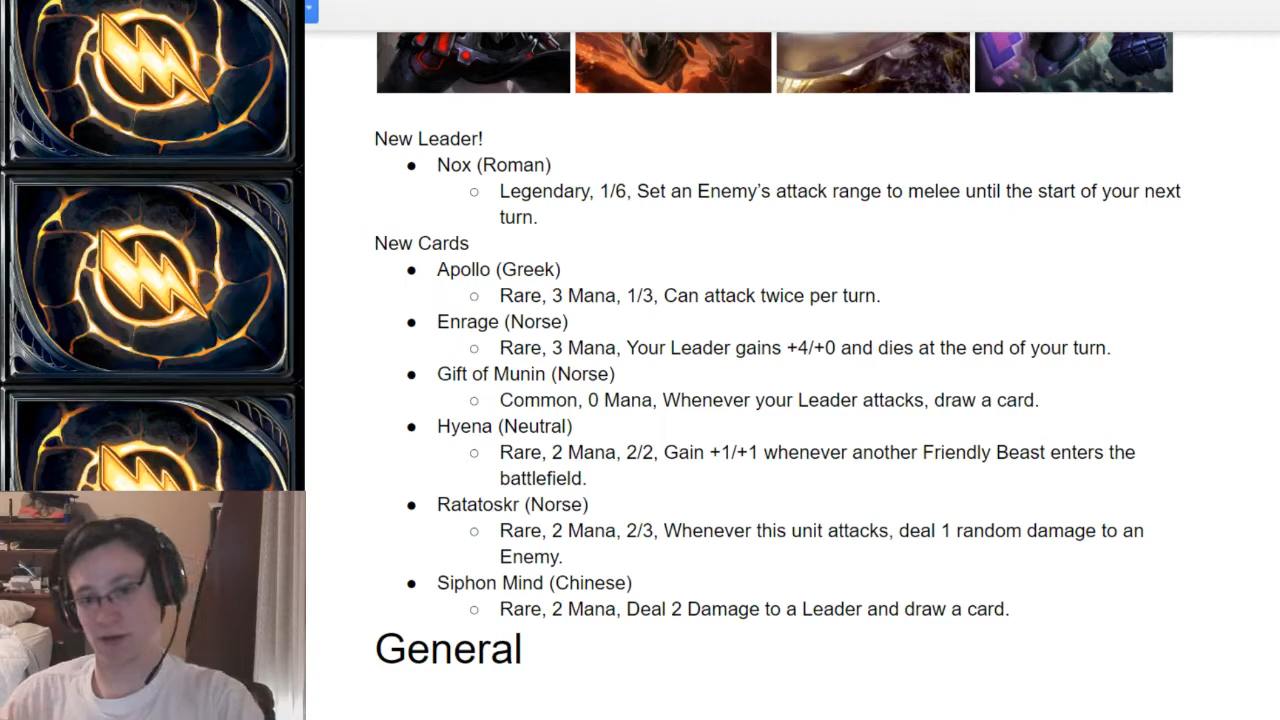 New Leader!
● Nox (Roman)
○ Legendary, 1/6, Set an Enemy’s attack range to melee until the start of your next
turn.
New Cards
● Apollo (Greek)
○ Rare, 3 Mana, 1/3, Can attack twice per turn.
● Enrage (Norse)
○ Rare, 3 Mana, Your Leader gains +4/+0 and dies at the end of your turn.
● Gift of Munin (Norse)
○ Common, 0 Mana, Whenever your Leader attacks, draw a card.
● Hyena (Neutral)
○ Rare, 2 Mana, 2/2, Gain +1/+1 whenever another Friendly Beast enters the
battlefield.
● Ratatoskr (Norse)
○ Rare, 2 Mana, 2/3, Whenever this unit attacks, deal 1 random damage to an
Enemy.
● Siphon Mind (Chinese)
○ Rare, 2 Mana, Deal 2 Damage to a Leader and draw a card.
General